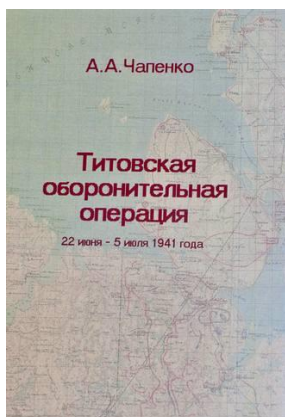 А.А.Чапенко
Титовская
оборонительная
операция
22 июня - 5 июля 1941 года